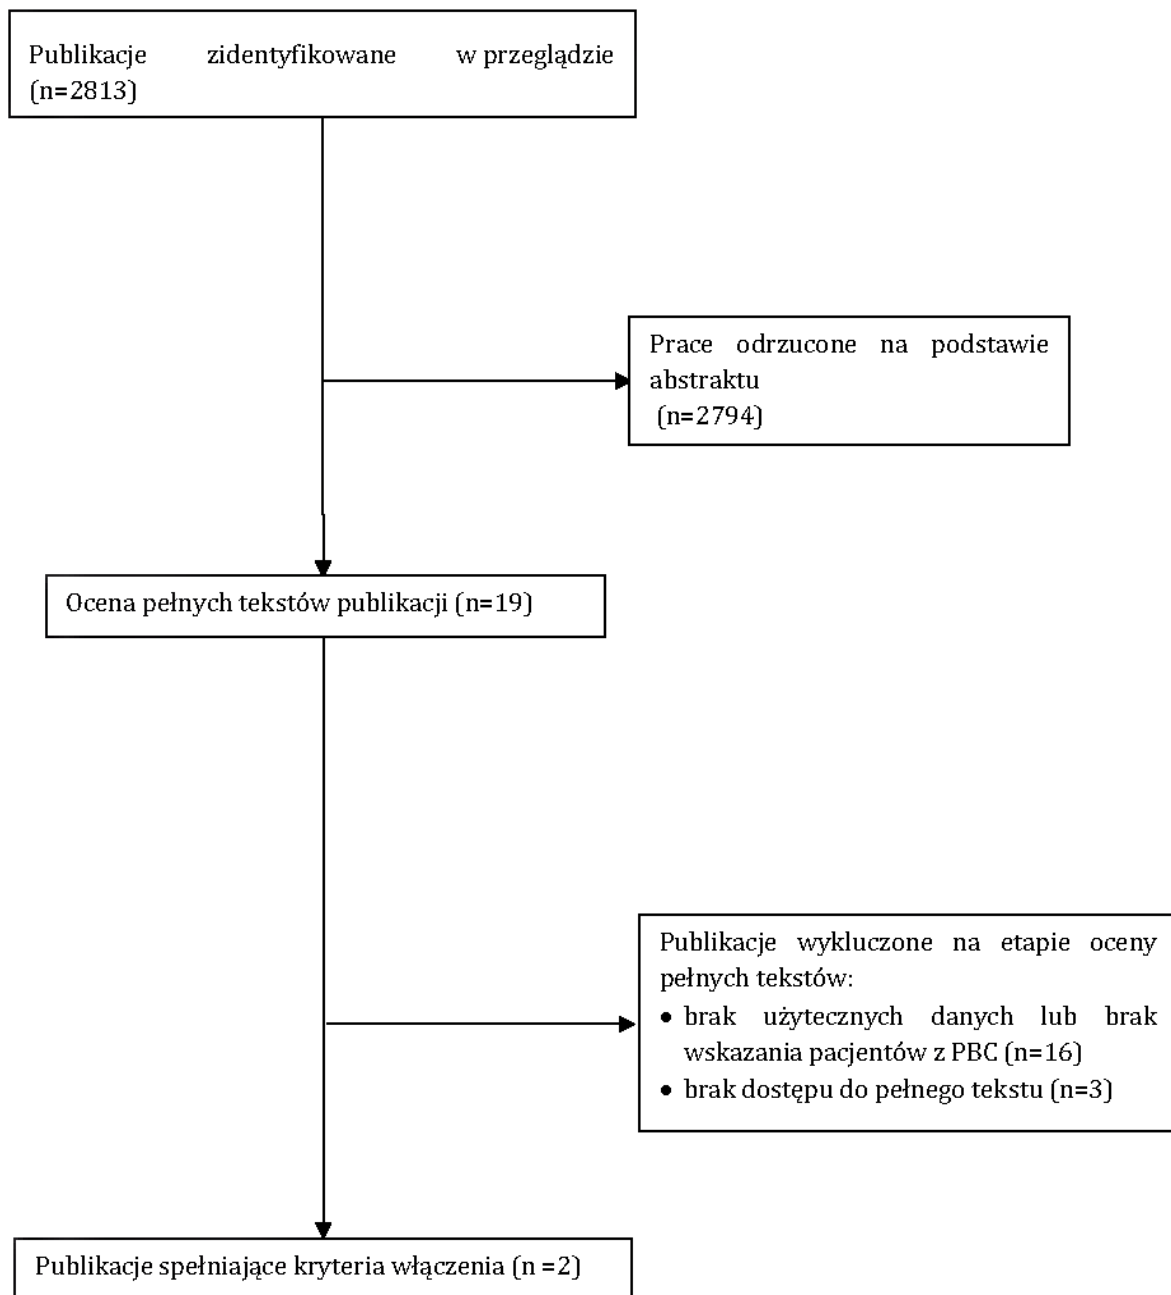 Publikacje zidentyfikowane w przeglądzie
(n=2813)
Prace odrzucone na podstawie
abstraktu
(n=2794)
Ocena pełnych tekstów publikacji (n=19)
Publikacje wykluczone na etapie oceny
pełnych tekstów:
• brak użytecznych danych lub brak
wskazania pacjentów z PBC (n=16)
• brak dostępu do pełnego tekstu (n=3)
Publikacje spełniające kryteria włączenia (n =2)